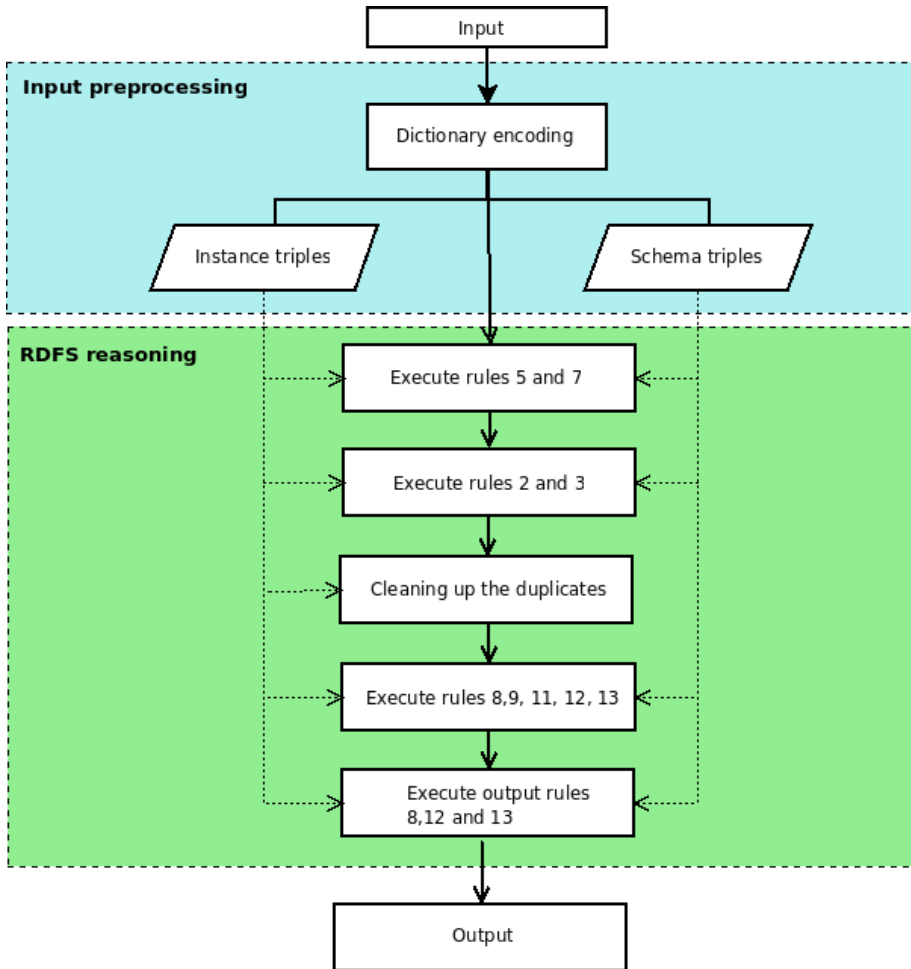 Input
Input preprocessing
Dictionary encoding
Instance triples
Schema triples
RDFS reasoning
Execute rules 5 and 7
Execute rules 2 and 3
Cleaning up the duplicates
Execute rules 8,9, 11, 12, 13
Execute output rules
8,12 and 13
Output